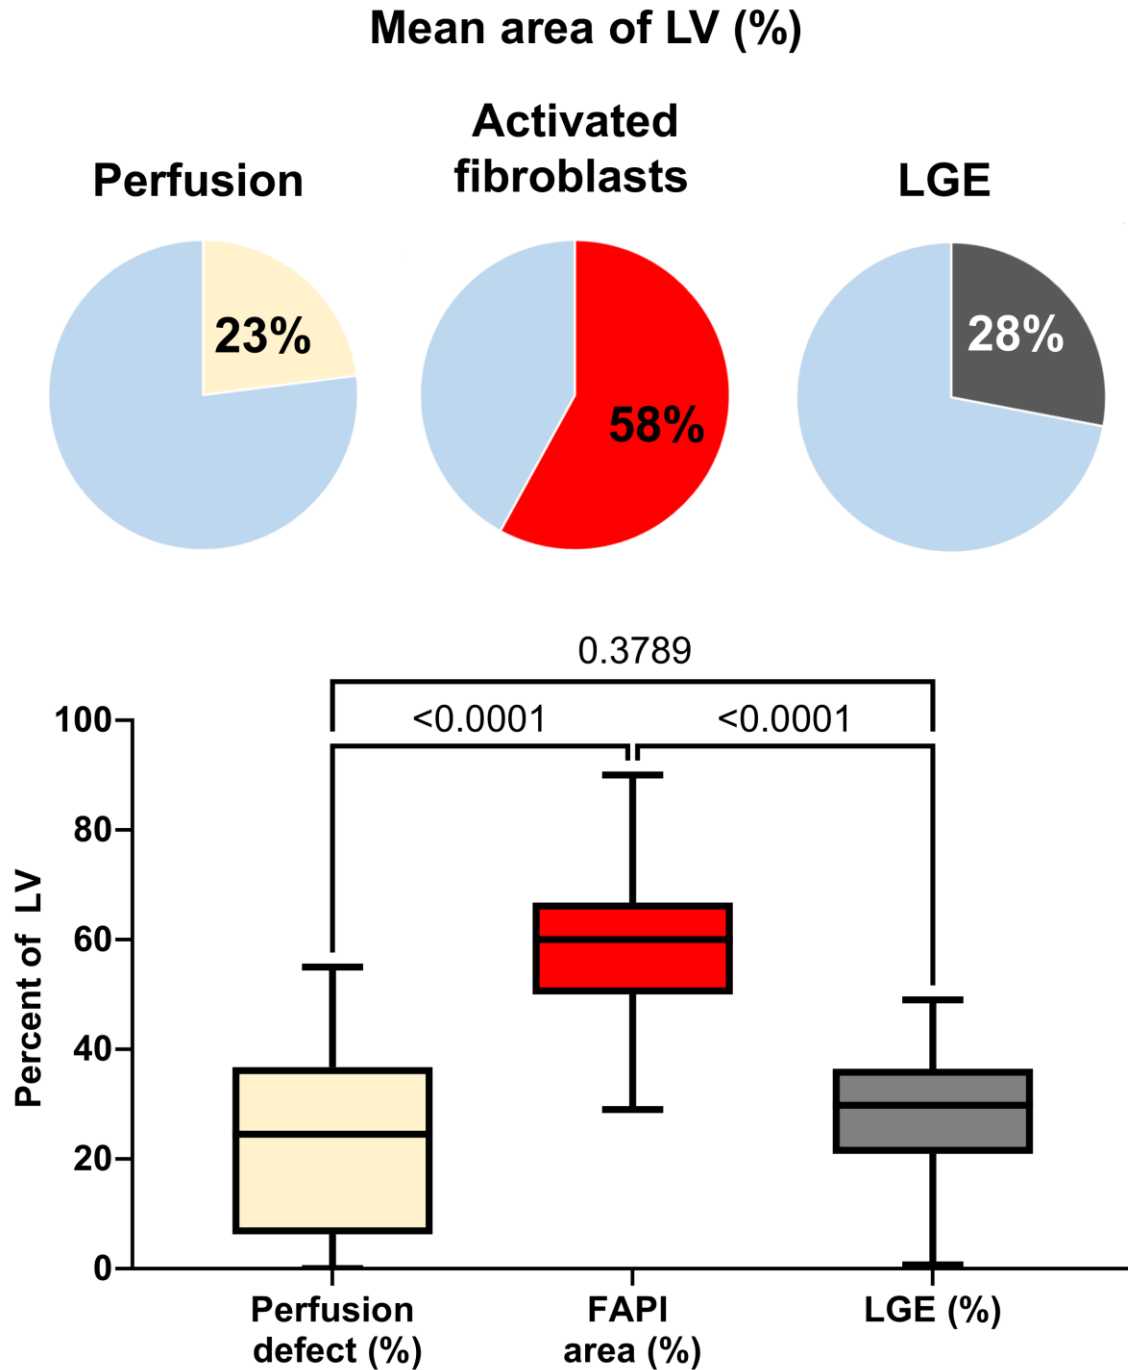 Mean area of LV (%)
Perfusion
Activated
fibroblasts
LGE
23%
58%
28%
0.3789
<0.0001
<0.0001
Percent of LV
100
80
60
40
20
0
Perfusion
defect (%)
FAPI
area (%)
LGE (%)